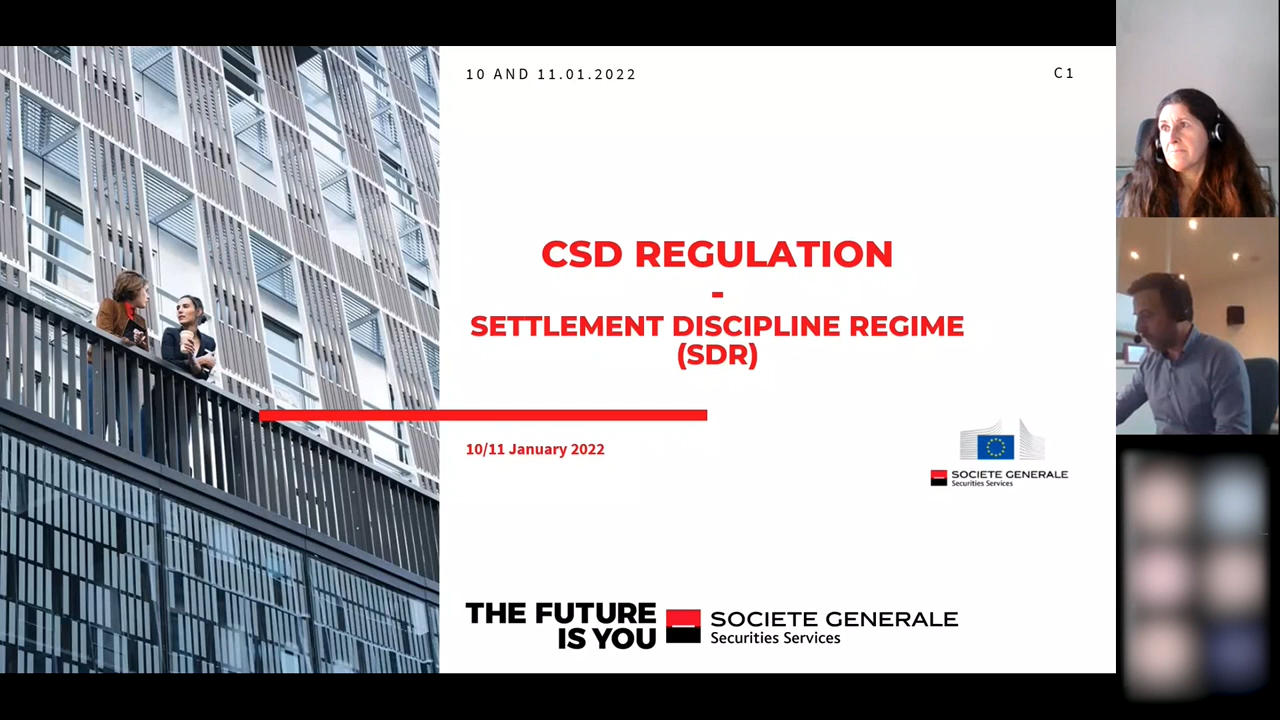 10 AND 11.01.2022
C1
CSD REGULATION
-
SETTLEMENT DISCIPLINE REGIME
(SDR)
10/11 January 2022
SOCIETE GENERALE
Securities Services
THE FUTURE
IS YOU
SOCIETE GENERALE
Securities Services